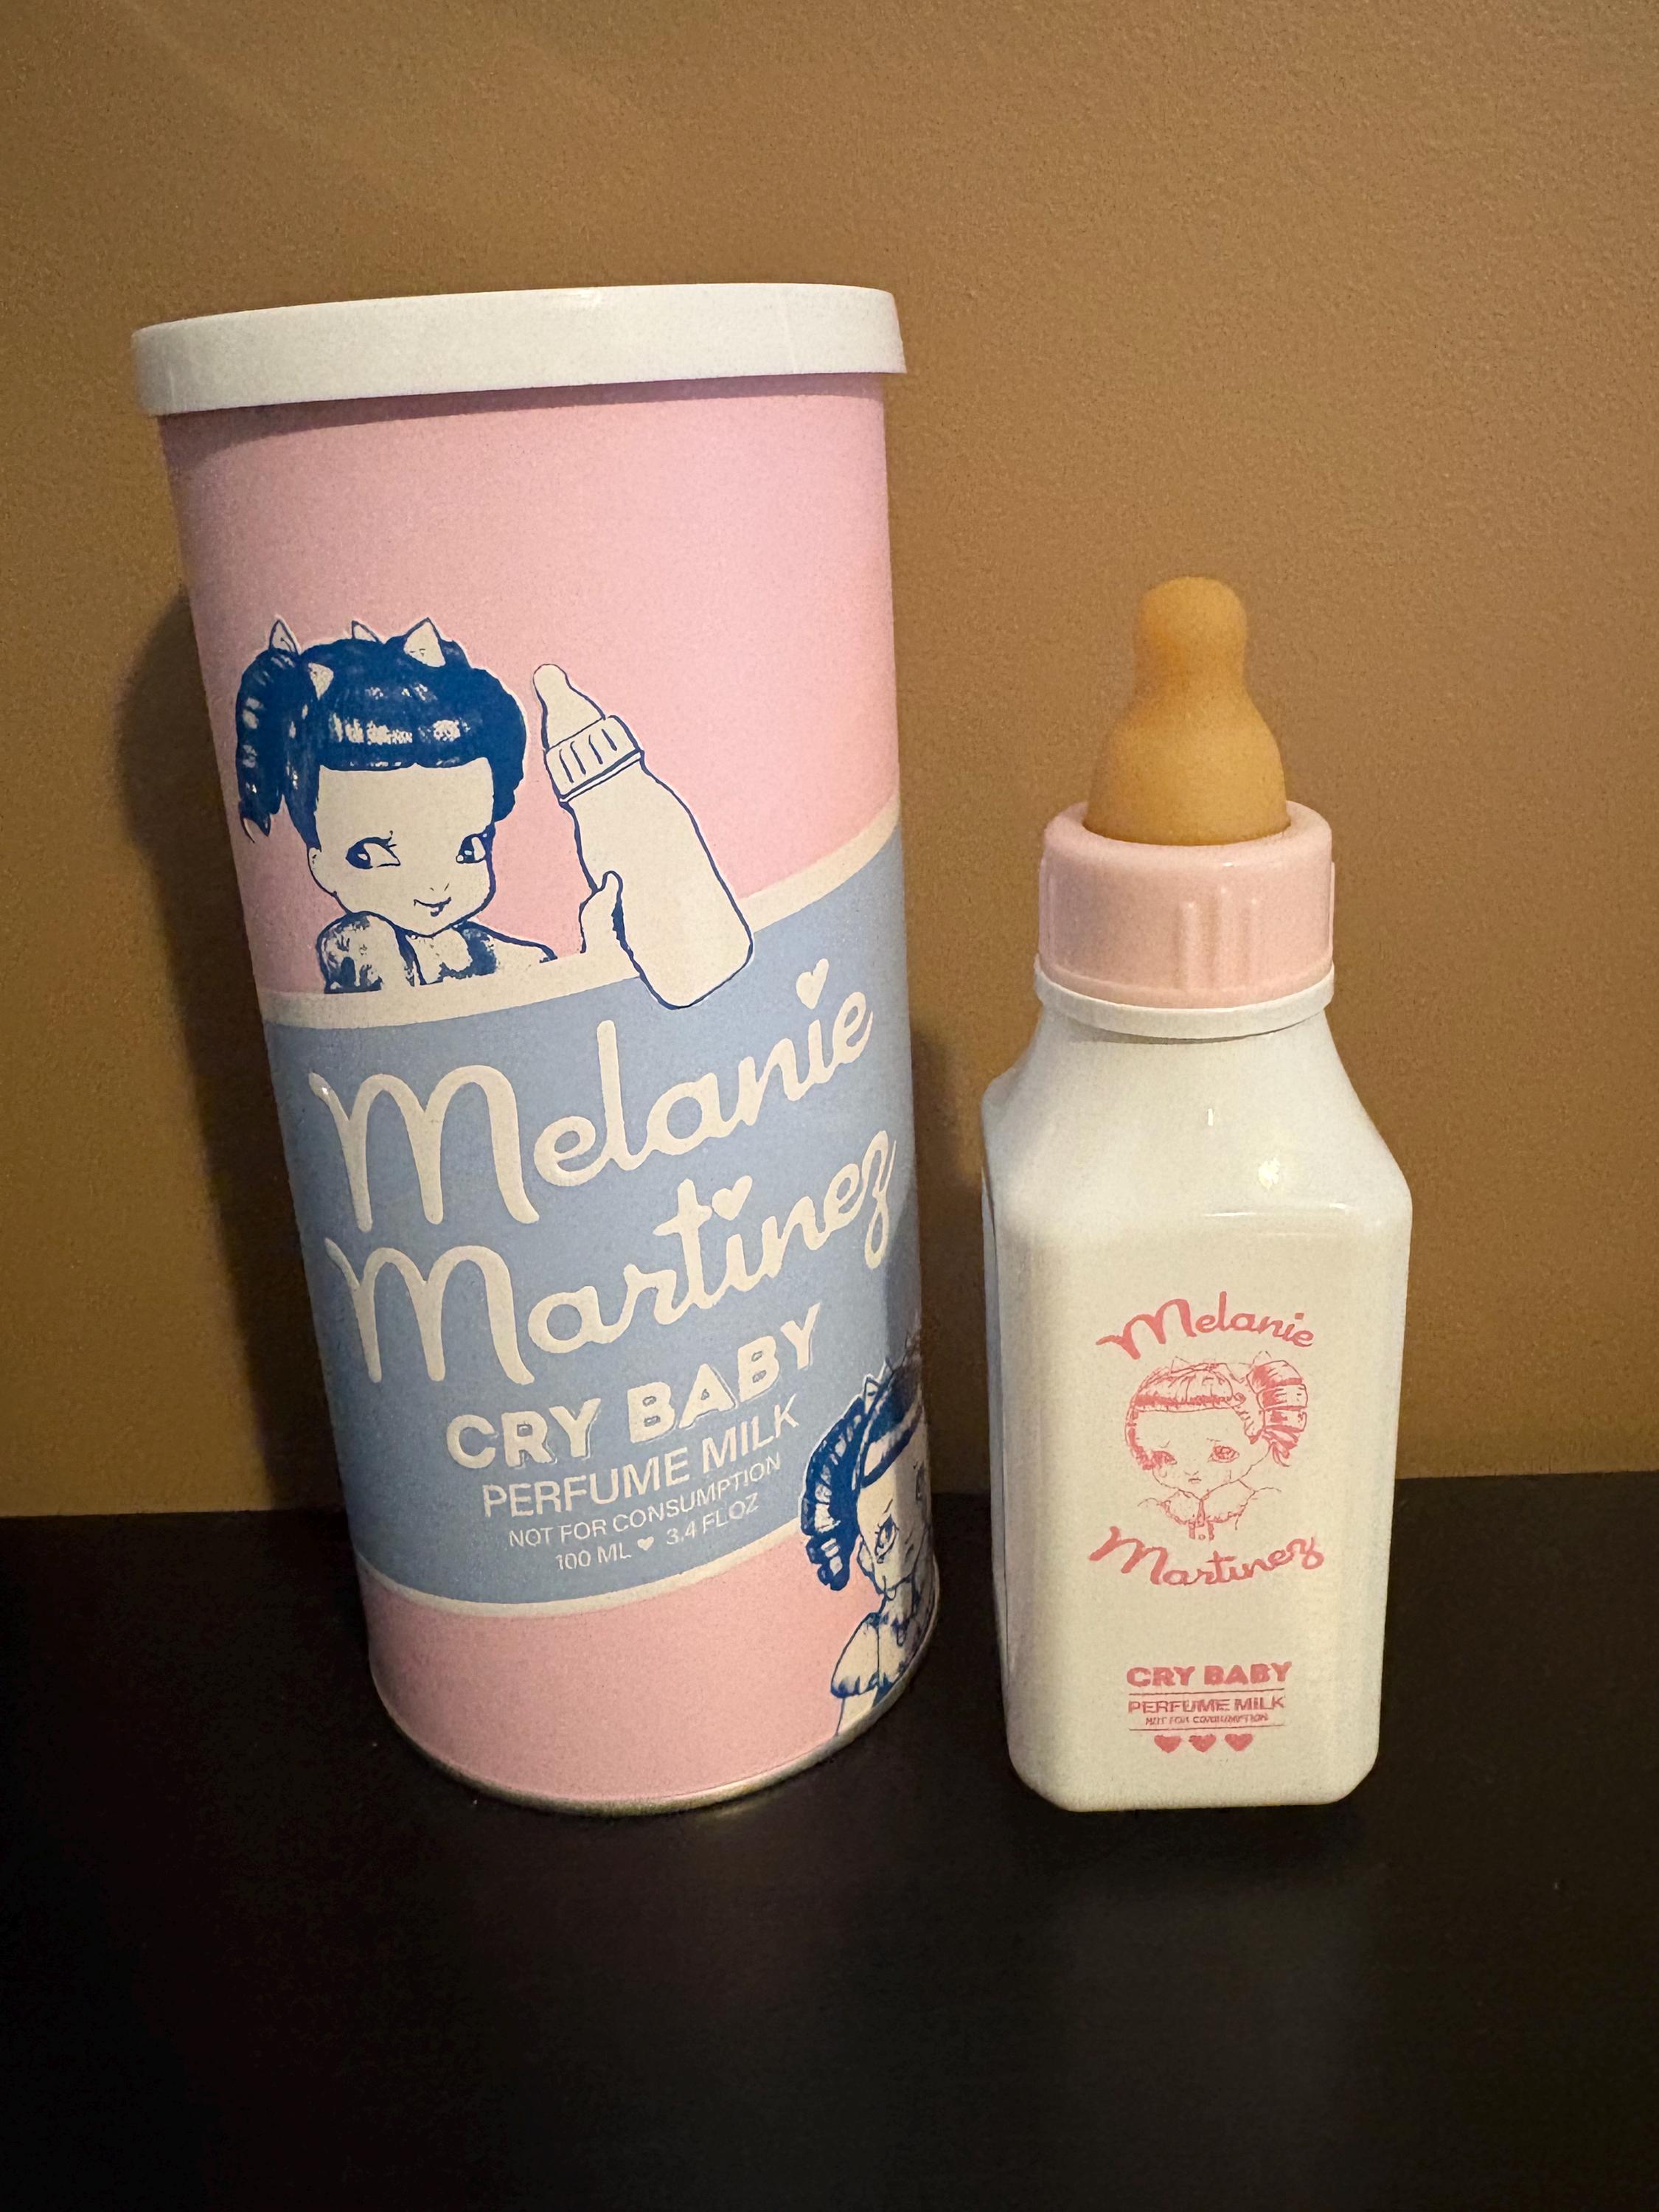 Melanie
Martinez
CRY BABY
PERFUME MILK
NOT FOR CONSUMPTION
100 ML ♥ 3.4 FL OZ
Melanie
Martinez
CRY BABY
PERFUME MILK
NOT FOR CONSUMPTION